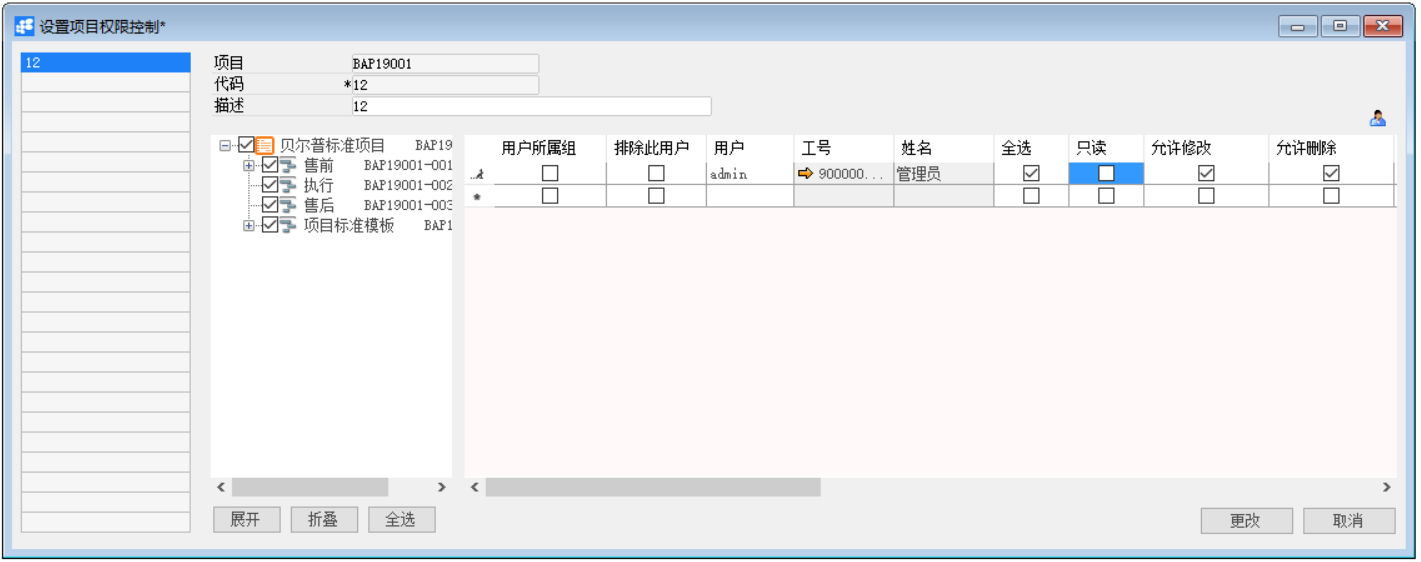 设置项目权限控制*
12
项目 BAP19001
代码 *12
描述 12
贝尔普标准项目 BAP19
售前 BAP19001-001
执行 BAP19001-002
售后 BAP19001-003
项目标准模板 BAP1
用户所属组 排除此用户 用户 工号 姓名 全选 只读 允许修改 允许删除
admin 900000... 管理员
*
展开 折叠 全选
更改 取消